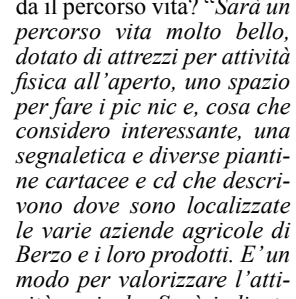 da il percorso vita? “Sarà un
percorso vita molto bello,
dotato di attrezzi per attività
fisica all’aperto, uno spazio
per fare i pic nic e, cosa che
considero interessante, una
segnaletica e diverse pianti-
ne cartacee e cd che descri-
vono dove sono localizzate
le varie aziende agricole di
Berzo e i loro prodotti. E’un
modo per valorizzare l’atti-